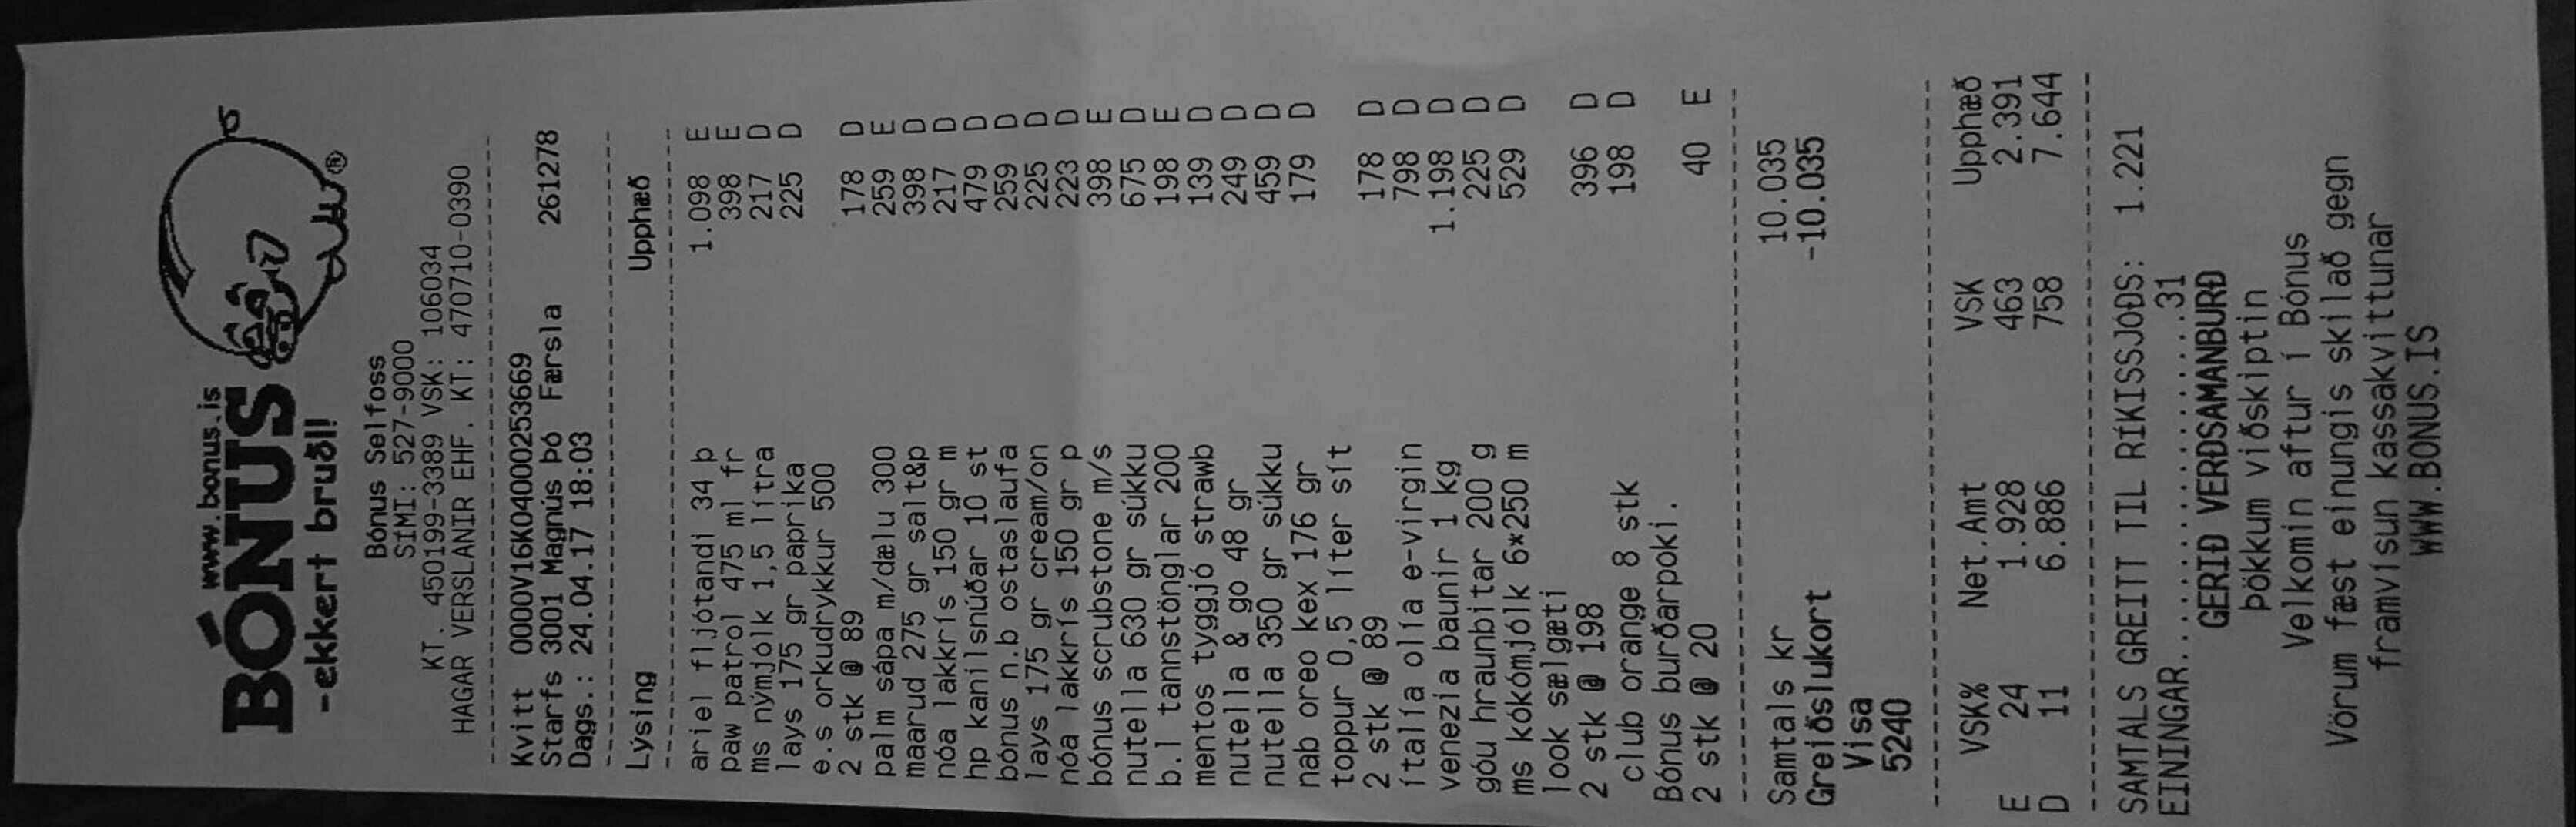 www.bonus.is
BÓNUS
-ekkert bruðl!
®
Bónus Selfoss
SÍMI: 527-9000
KT. 450199-3389 VSK: 106034
HAGAR VERSLANIR EHF. KT: 470710-0390
Kvitt 0000V16K0400025​3669
Starfs 3001 Magnús Þó Færsla 261278
Dags.: 24.04.17 18:03
Lýsing Upphæð
ariel fljótandi 34 þ 1.098 E
paw patrol 475 ml fr 398 E
ms nýmjólk 1,5 lítra 217 D
lays 175 gr paprika 225 D
e.s orkudrykkur 500
2 stk @ 89 178 D
palm sápa m/dælu 300 259 E
maarud 275 gr salt&p 398 D
nóa lakkrís 150 gr m 217 D
hp kanilsnúðar 10 st 479 D
bónus n.b ostaslaufa 259 D
lays 175 gr cream/on 225 D
nóa lakkrís 150 gr p 223 D
bónus scrubstone m/s 398 E
nutella 630 gr súkku 675 D
b.l tannstönglar 200 198 E
mentos tyggjó strawb 139 D
nutella & go 48 gr 249 D
nutella 350 gr súkku 459 D
nab oreo kex 176 gr 179 D
toppur 0,5 líter sít
2 stk @ 89 178 D
ítalía olía e-virgin 798 D
venezia baunir 1 kg 1.198 D
góu hraunbitar 200 g 225 D
ms kókómjólk 6*250 m 529 D
look sælgæti
2 stk @ 198 396 D
club orange 8 stk 198 D
Bónus burðarpoki.
2 stk @ 20 40 E
Samtals kr 10.035
Greiðslukort -10.035
Visa
5240
VSK% Net.Amt VSK Upphæð
E 24 1.928 463 2.391
D 11 6.886 758 7.644
SAMTALS GREITT TIL RÍKISSJOÐS: 1.221
EININGAR............................31
GERIÐ VERÐSAMANBURÐ
Þökkum viðskiptin
Velkomin aftur í Bónus
Vörum fæst einungis skilað gegn
framvísun kassakvittunar
WWW.BONUS.IS